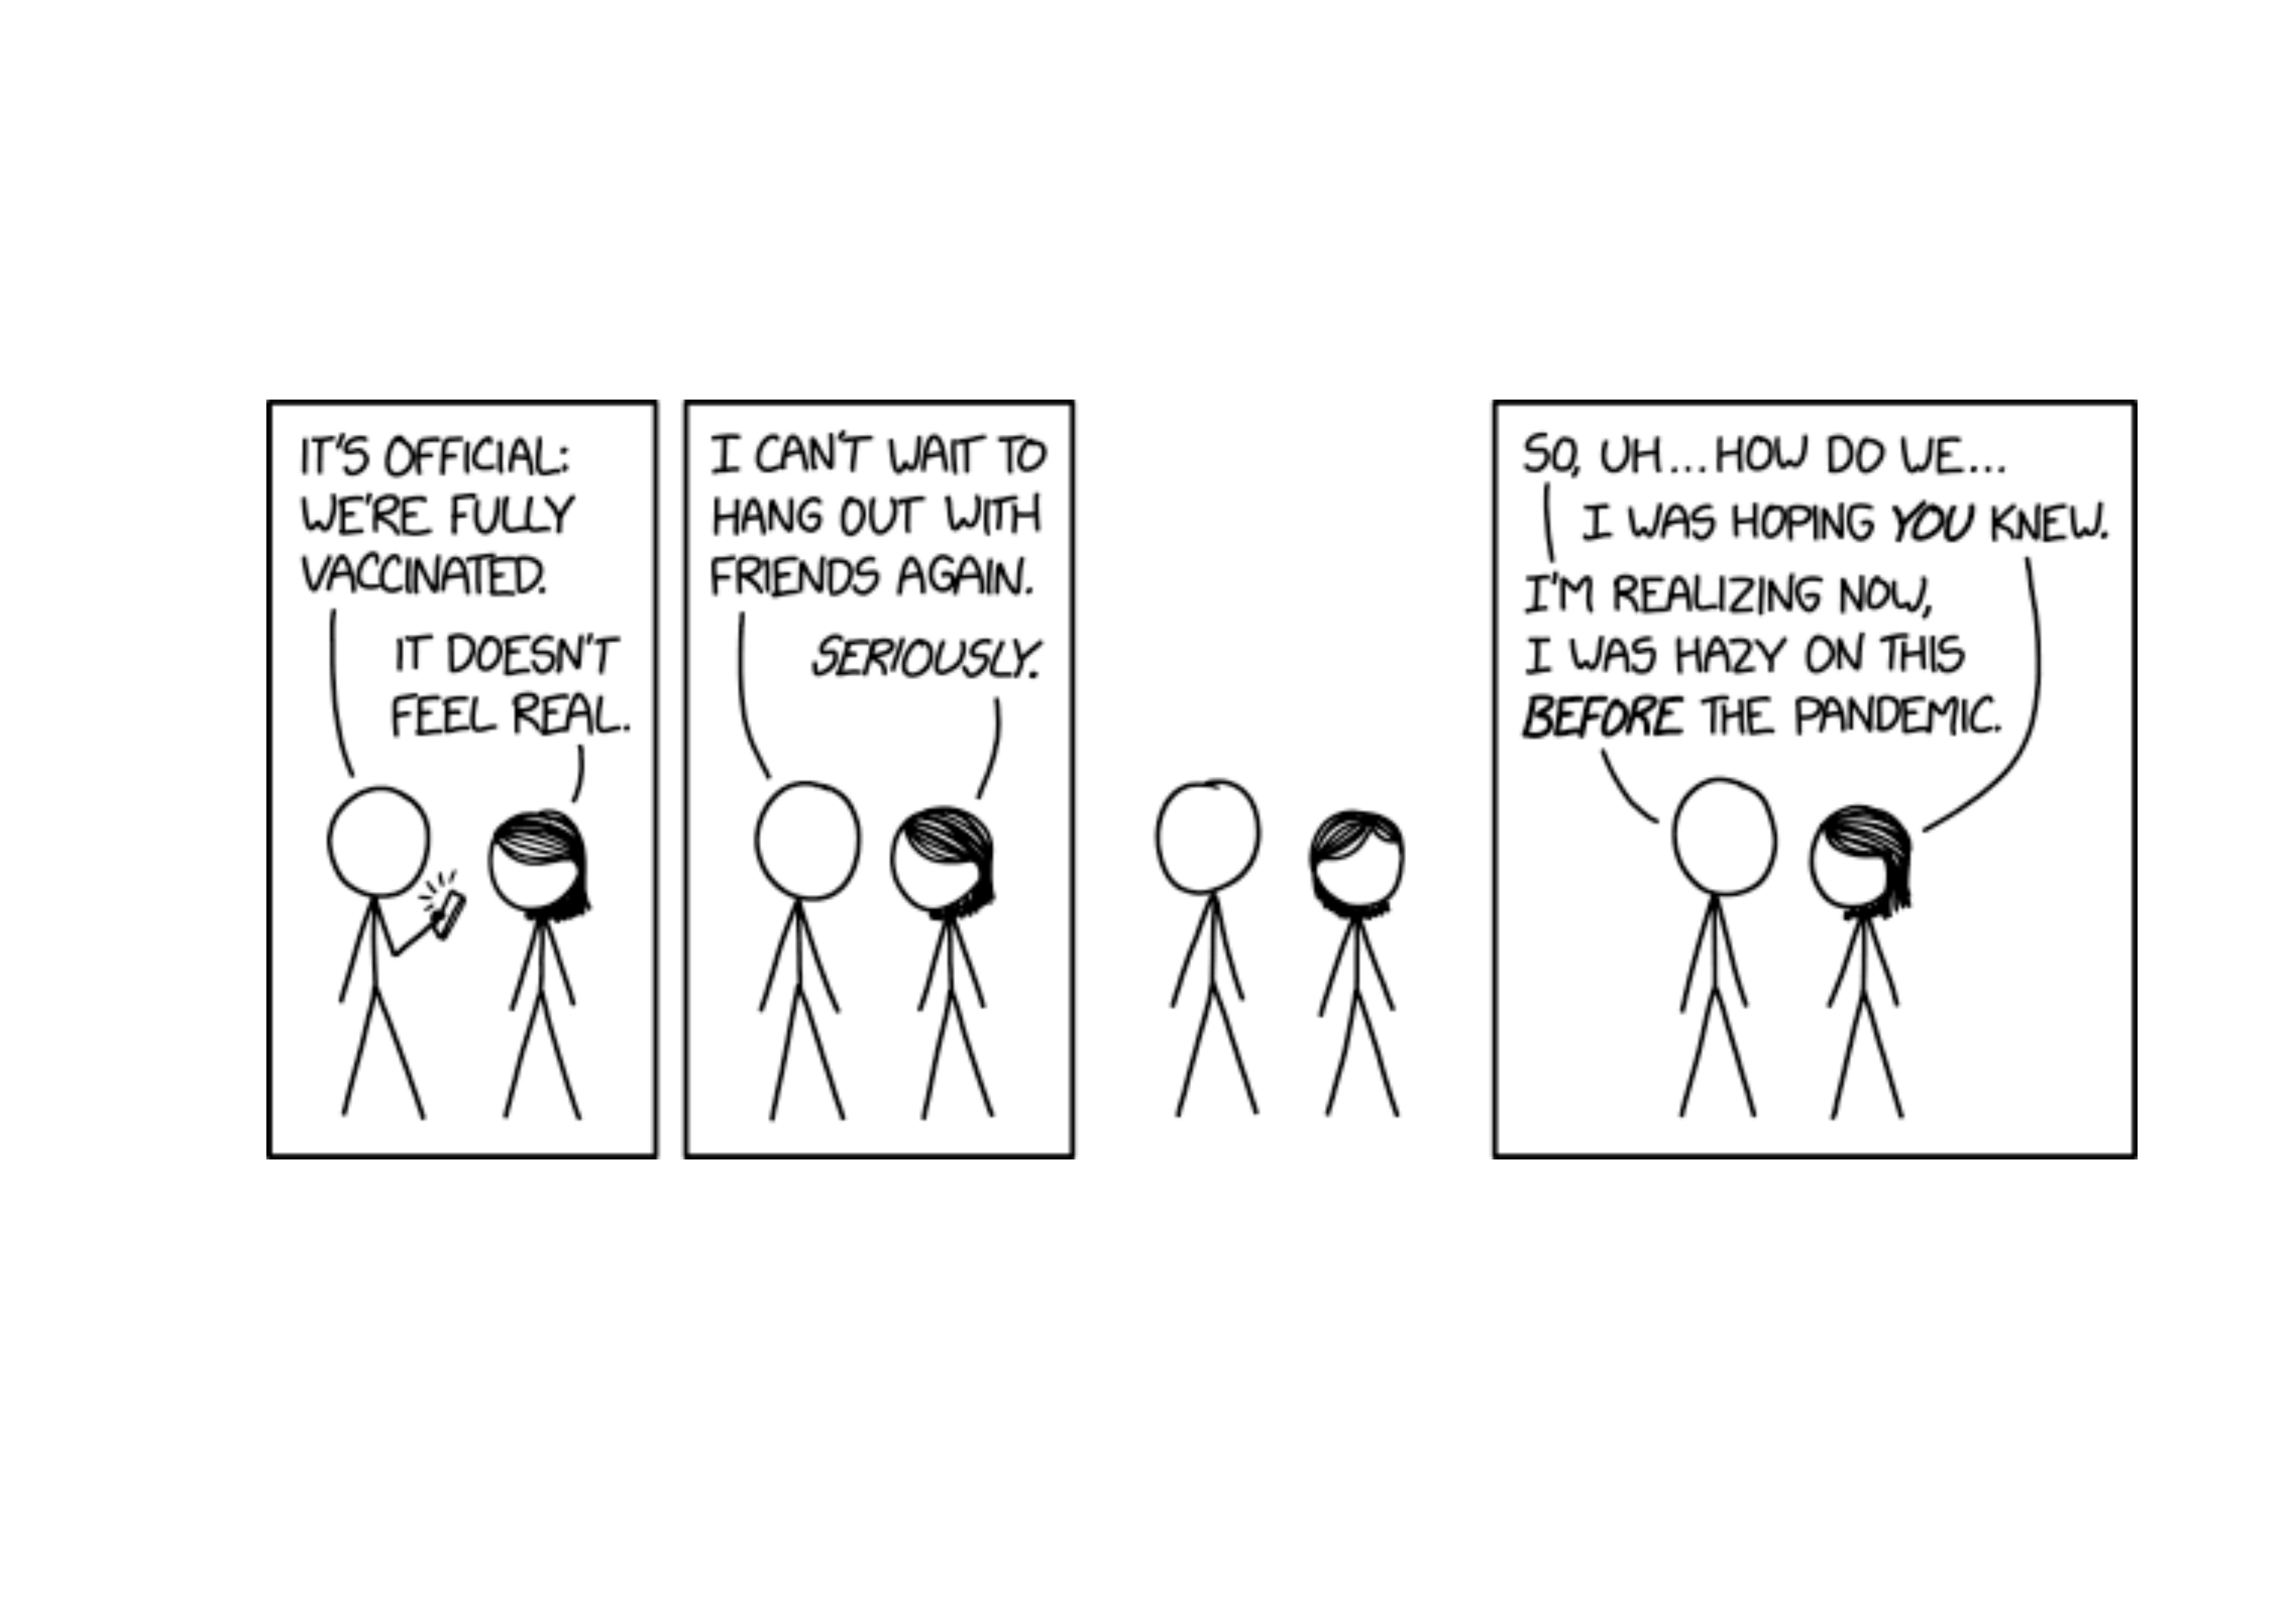 IT'S OFFICIAL:
WE'RE FULLY
VACCINATED.
IT DOESN'T
FEEL REAL.
I CAN'T WAIT TO
HANG OUT WITH
FRIENDS AGAIN.
SERIOUSLY.
SO, UH...HOW DO WE...
I WAS HOPING YOU KNEW.
I'M REALIZING NOW,
I WAS HAZY ON THIS
BEFORE THE PANDEMIC.